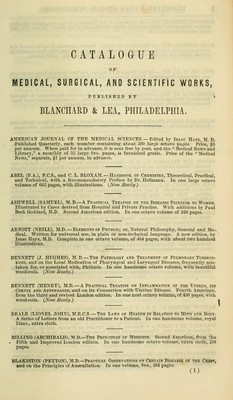 CATALOGUE
OF
MEDICAL, SURGICAL, AND SCIENTIFIC WORKS,
PUBLISHED BY
BLANCHARD & LEA, PHILADELPHIA.
AMERICAN JOURNAL OF THE MEDICAL SCIENCES.—Edited by ISAAC HAYS, M. D.
Published Quarterly, each number containing about 300 large octavo pages. Price, $5
per annum. When paid for in advance, it is sent free by post, and the "Medical News and
Library," a monthly of 32 large 8vo. pages, is furnished gratis. Price of the "Medical
News," separate, $1 per annum, in advance.
ABEL (F. A.), F.C.S., AND C. L. BLOXAM.—HANDBOOK OF CHEMISTRY, Theoretical, Practical,
and Technical, with a Recommendatory Preface by Dr. Hofmann. In one large octavo
volume of 662 pages, with illustrations. (Now Ready.)
ASHWELL (SAMUEL), M.D.—A PRACTICAL TREATISE ON THE DISEASES PECULIAR TO WOMEN.
Illustrated by Cases derived from Hospital and Private Practice. With additions by Paul
Beck Goddard, M.D. Second American edition. In one octavo volume of 520 pages.
ARNOTT (NEILL), M.D.—ELEMENTS OF PHYSICS; or, Natural Philosophy, General and Medical.
Written for universal use, in plain or non-technical language. A new edition, by
Isaac Hays, M.D. Complete in one octavo volume, of 484 pages, with about two hundred
illustrations.
BENNETT (J. HUGHES), M.D.—THE PATHOLOGY AND TREATMENT OF PULMONARY TUBERCULOSIS,
and on the Local Medication of Pharyngeal and Laryngeal Diseases, frequently mistaken
for, or associated with, Phthisis. In one handsome octavo volume, with beautiful
woodcuts. (Now Ready.)
BENNETT (HENRY), M.D.—A PRACTICAL TREATISE ON INFLAMMATION OF THE UTERUS, ITS
CERVIX AND APPENDAGES, and on its Connection with Uterine Disease. Fourth American,
from the third and revised London edition. In one neat octavo volume, of 430 pages, with
woodcuts. (Now Ready.)
BEALE (LIONEL JOHN), M.R.C.S.—THE LAWS OF HEALTH IN RELATION TO MIND AND BODY.
A Series of Letters from an old Practitioner to a Patient. In one handsome volume, royal
12mo., extra cloth.
BILLING (ARCHIBALD), M.D.—THE PRINCIPLES OF MEDICINE. Second American, from the
Fifth and Improved London edition. In one handsome octavo volume, extra cloth, 250
pages.
BLAKISTON (PEYTON), M.D.—PRACTICAL OBSERVATIONS ON CERTAIN DISEASES OF THE CHEST,
and on the Principles of Auscultation. In one volume, 8vo., 384 pages.
(1)